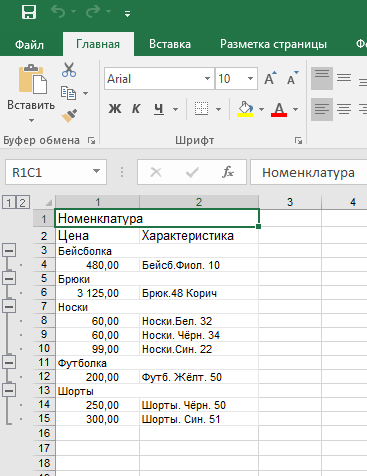 Файл Главная Вставка Разметка страницы Фо
Arial 10 A A
Вставить Ж К Ч А
Буфер обмена Шрифт
R1C1 fx Номенклатура
1 2 1 2 3 4
1 Номенклатура
2 Цена Характеристика
3 Бейсболка
4 480,00 Бейсб.Фиол. 10
5 Брюки
6 3 125,00 Брюк.48 Корич
7 Носки
8 60,00 Носки.Бел. 32
9 60,00 Носки. Чёрн. 34
10 99,00 Носки.Син. 22
11 Футболка
12 200,00 Футб. Жёлт. 50
13 Шорты
14 250,00 Шорты. Чёрн. 50
15 300,00 Шорты. Син. 51
16
17
18